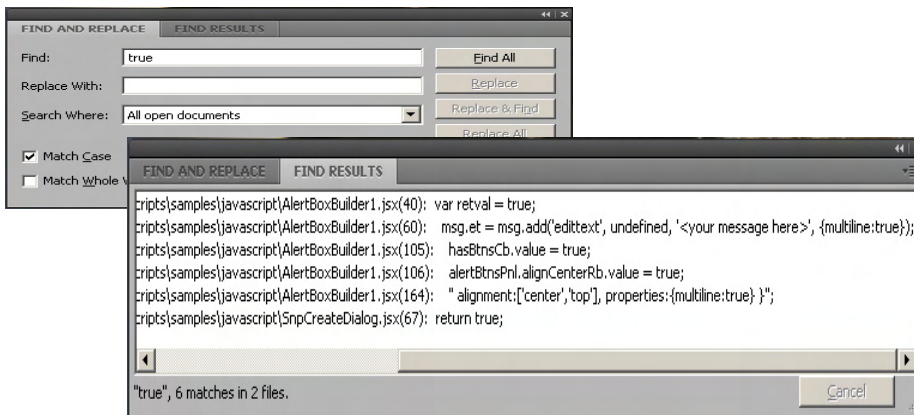 FIND AND REPLACE FIND RESULTS
Find: true Find All
Replace With: Replace
Search Where: All open documents Replace & Find
Replace All
Match Case
Match Whole
FIND AND REPLACE FIND RESULTS
cripts\samples\javascript\AlertBoxBuilder1.jsx(40): var retval = true;
cripts\samples\javascript\AlertBoxBuilder1.jsx(60): msg.et = msg.add('edittext', undefined, '<your message here>', {multiline:true});
cripts\samples\javascript\AlertBoxBuilder1.jsx(105): hasBtnsCb.value = true;
cripts\samples\javascript\AlertBoxBuilder1.jsx(106): alertBtnsPnl.alignCenterRb.value = true;
cripts\samples\javascript\AlertBoxBuilder1.jsx(164): " alignment:['center','top'], properties:{multiline:true} }";
cripts\samples\javascript\SnpCreateDialog.jsx(67): return true;
"true", 6 matches in 2 files. Cancel